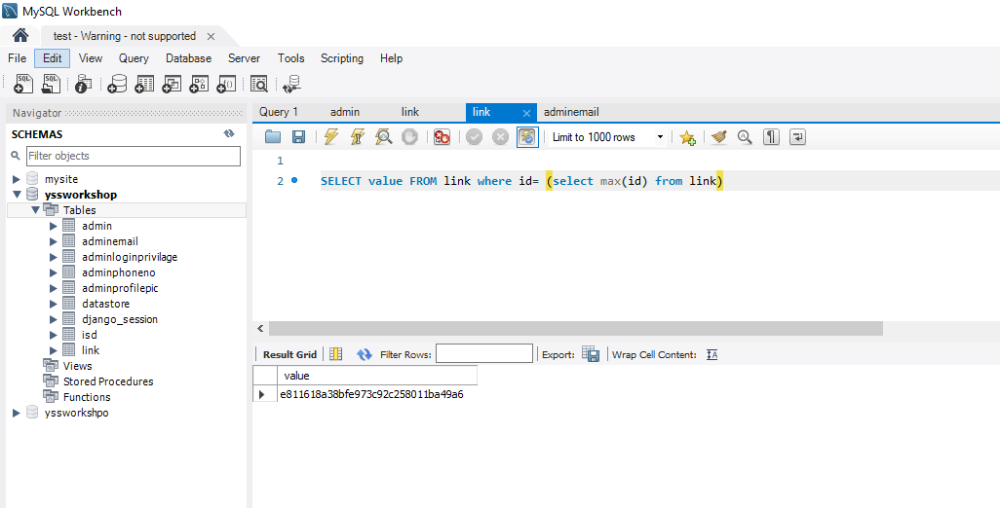 MySQL Workbench
test - Warning - not supported
File Edit View Query Database Server Tools Scripting Help
Navigator
SCHEMAS
Filter objects
mysite
yssworkshop
Tables
admin
adminemail
adminloginprivilage
adminphoneno
adminprofilepic
datastore
django_session
isd
link
Views
Stored Procedures
Functions
yssworkshpo
Query 1 admin link link adminemail
Limit to 1000 rows
1
2 SELECT value FROM link where id= (select max(id) from link)
Result Grid Filter Rows: Export: Wrap Cell Content:
value
e811618a38bfe973c92c258011ba49a6